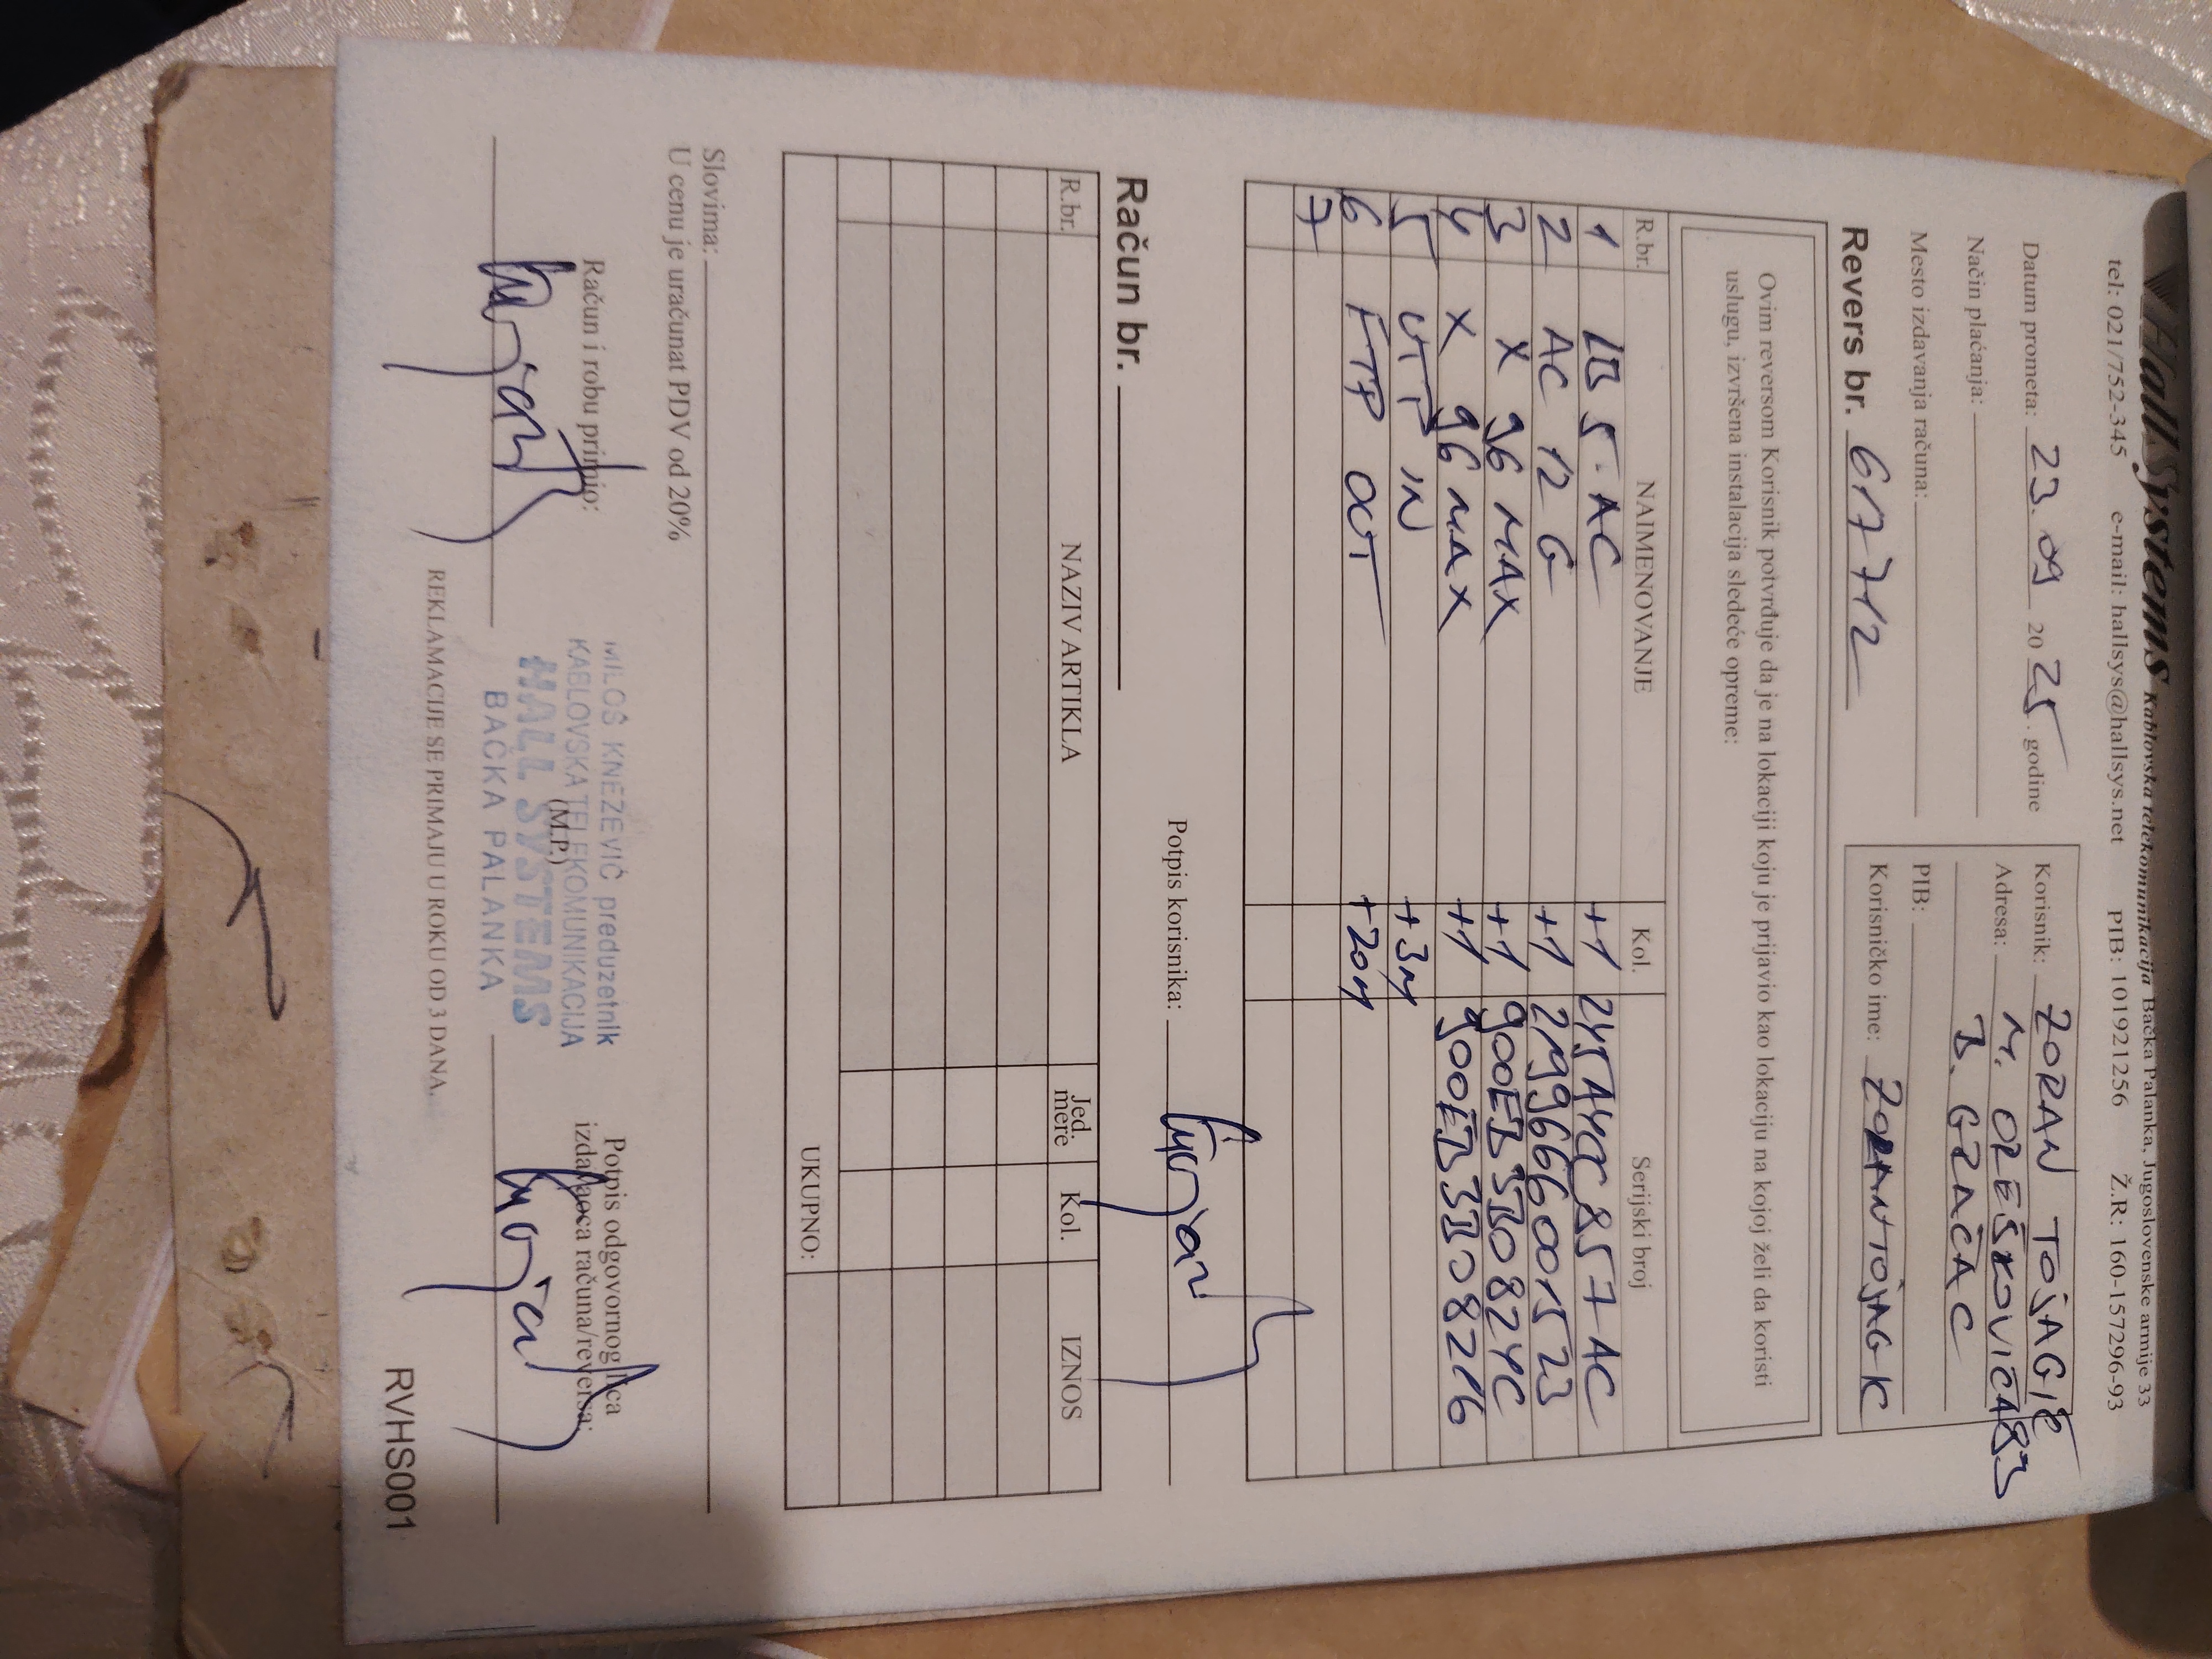 HallSystems Kablovska telekomunikacija Bačka Palanka, Jugoslovenske armije 33
tel: 021/752-345 e-mail: hallsys@hallsys.net PIB: 101921256 Ž.R: 160-157296-93
Datum prometa: 23.09 2025. godine
Način plaćanja:
Mesto izdavanja računa:
Korisnik: ZORAN TOJAGIĆ
Adresa: M. OREŠKOVIĆA 83
B. GRAČAC
PIB:
Korisničko ime: ZORANTOJAGK
Revers br. 617712
Ovim reversom Korisnik potvrđuje da je na lokaciji koju je prijavio kao lokaciju na kojoj želi da koristi
uslugu, izvršena instalacija sledeće opreme:
R.br. NAIMENOVANJE Kol. Serijski broj
1 LB 5-AC +1
2 AC 12 G +1
3 X 96 MAX +1
4 X 96 MAX +1
5 UTP IN +3M
6 FTP OUT +20M
7
Potpis korisnika:
Račun br.
R.br. NAZIV ARTIKLA Jed. mere Kol. IZNOS
UKUPNO:
Slovima:
U cenu je uračunat PDV od 20%
Račun i robu primio:
MILOŠ KNEŽEVIĆ preduzetnik
KABLOVSKA TELEKOMUNIKACIJA
HALL SYSTEMS
BAČKA PALANKA
(M.P.)
Potpis odgovornog lica
izdavaoca računa/reversa:
REKLAMACIJE SE PRIMAJU U ROKU OD 3 DANA.
RVHS001